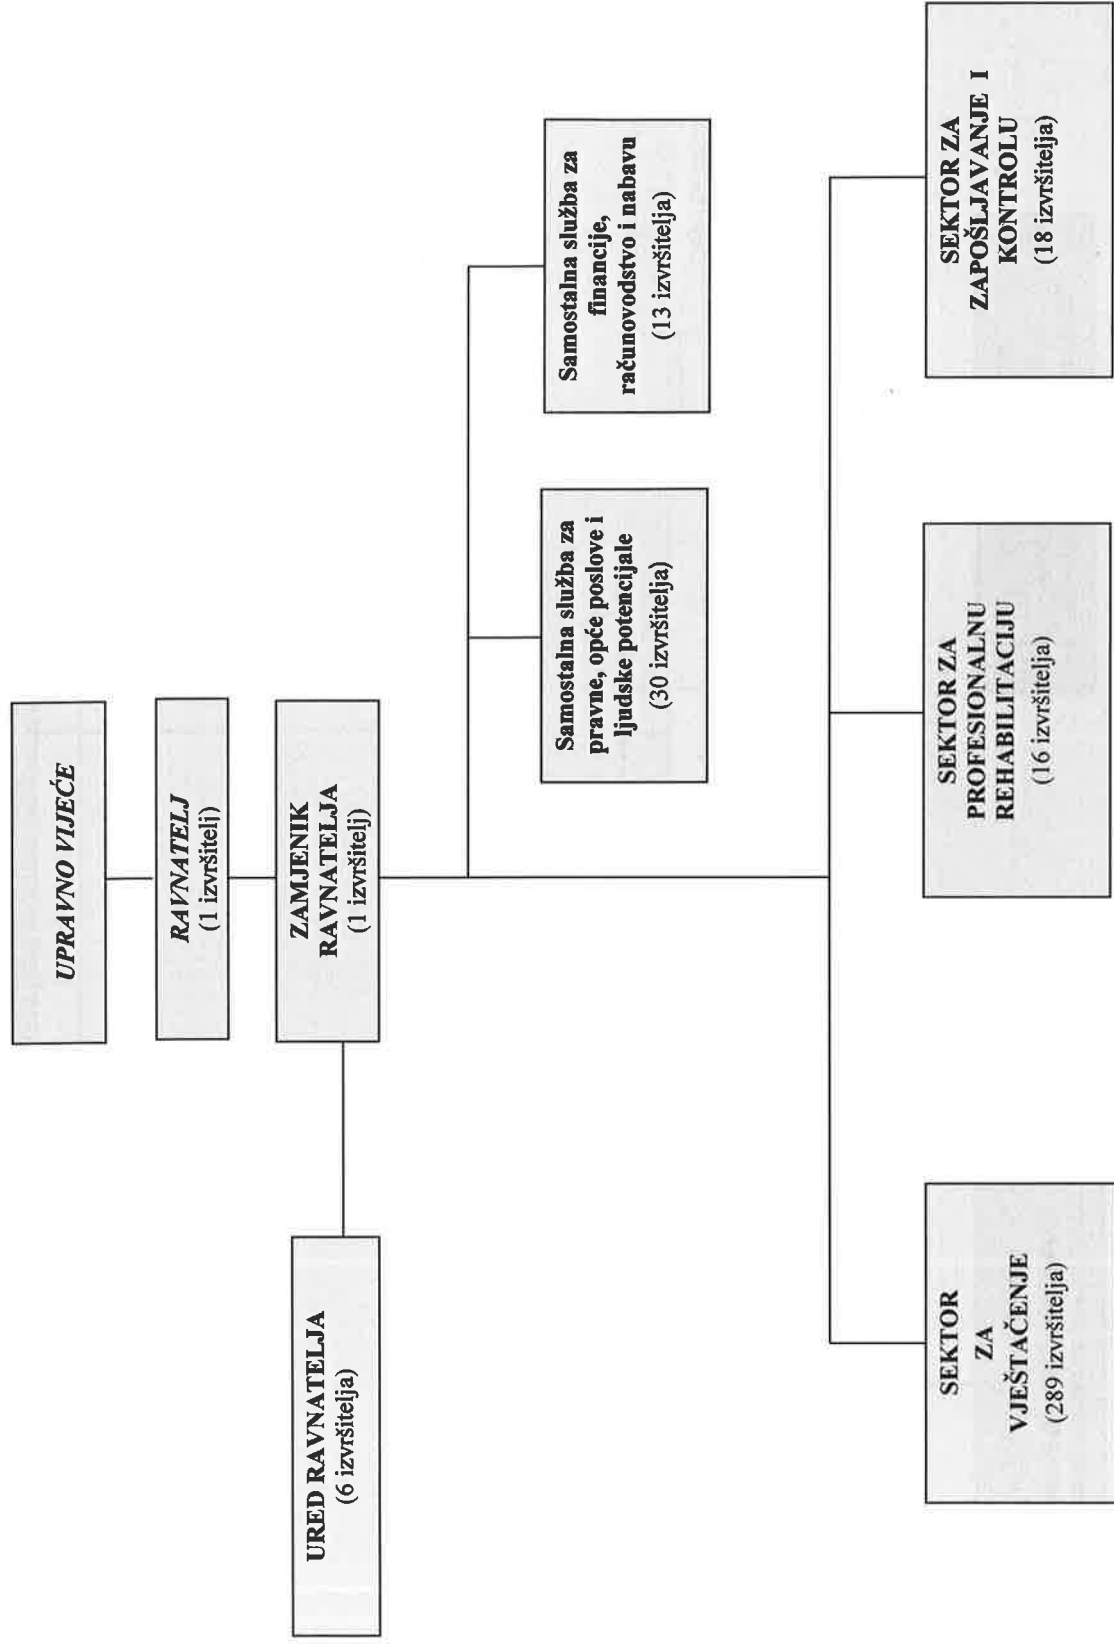 UPRAVNO VIJEĆE
RAVNATELJ
(1 izvršitelj)
ZAMJENIK
RAVNATELJA
(1 izvršitelj)
URED RAVNATELJA
(6 izvršitelja)
Samostalna služba za
pravne, opće poslove i
ljudske potencijale
(30 izvršitelja)
Samostalna služba za
financije,
računovodstvo i nabavu
(13 izvršitelja)
SEKTOR
ZA
VJEŠTAČENJE
(289 izvršitelja)
SEKTOR ZA
PROFESIONALNU
REHABILITACIJU
(16 izvršitelja)
SEKTOR ZA
ZAPOŠLJAVANJE I
KONTROLU
(18 izvršitelja)